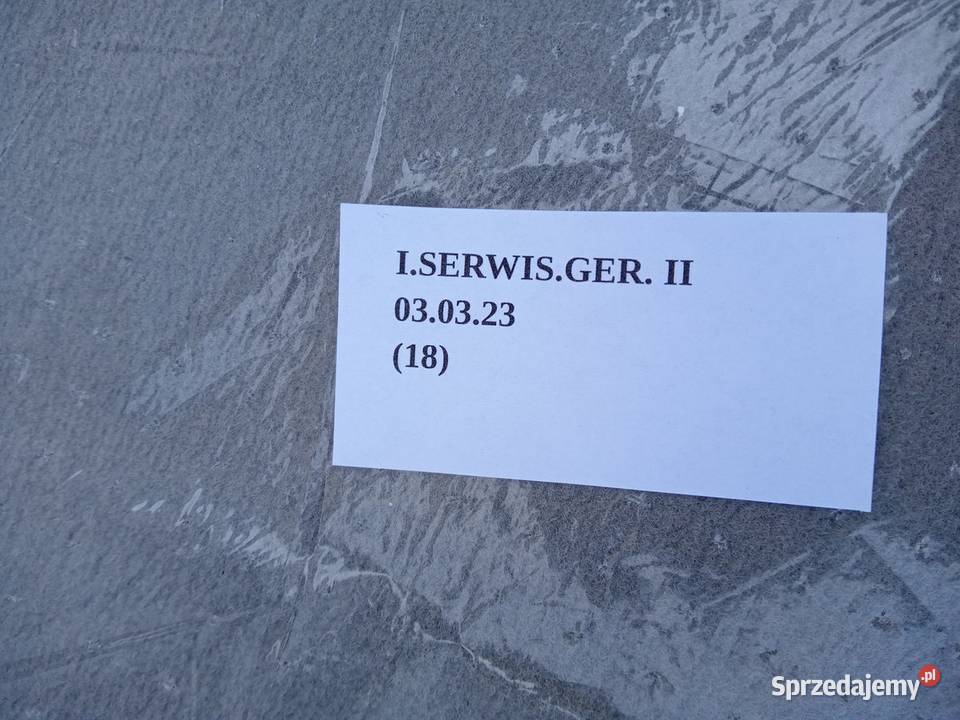 I.SERWIS.GER. II
03.03.23
(18)
Sprzedajemy.pl